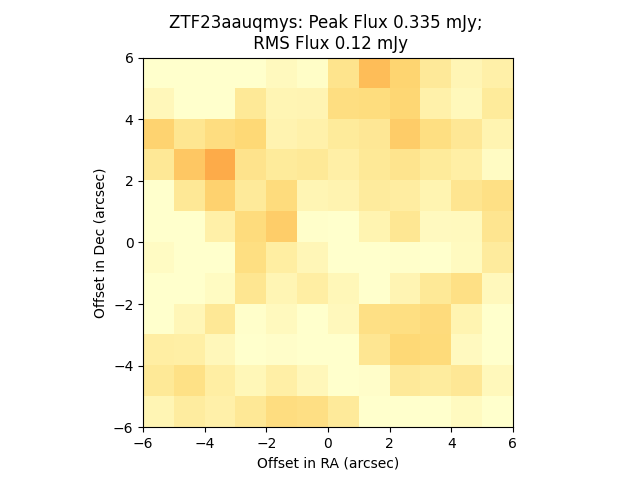 ZTF23aauqmys: Peak Flux 0.335 mJy;
RMS Flux 0.12 mJy
6
4
2
0
−2
−4
−6
Offset in Dec (arcsec)
−6 −4 −2 0 2 4 6
Offset in RA (arcsec)